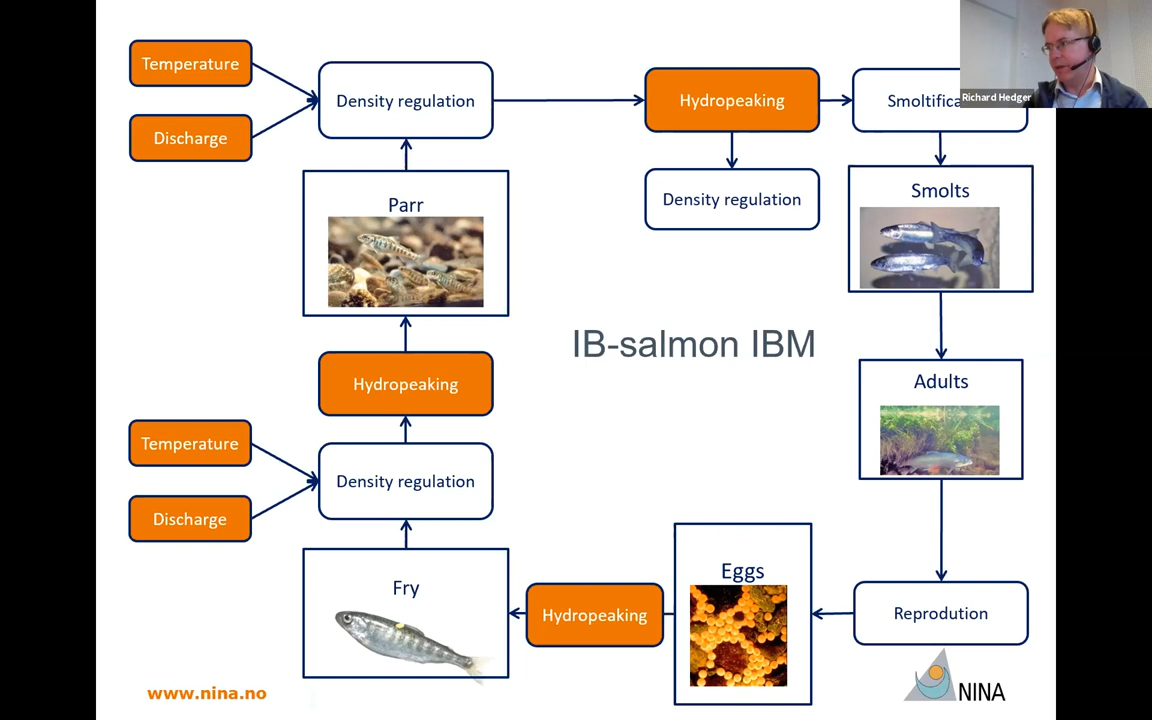 Temperature
Discharge
Density regulation
Hydropeaking
Smoltifica
Richard Hedger
Density regulation
Parr
Smolts
IB-salmon IBM
Hydropeaking
Adults
Temperature
Discharge
Density regulation
Fry
Hydropeaking
Eggs
Reprodution
www.nina.no
NINA